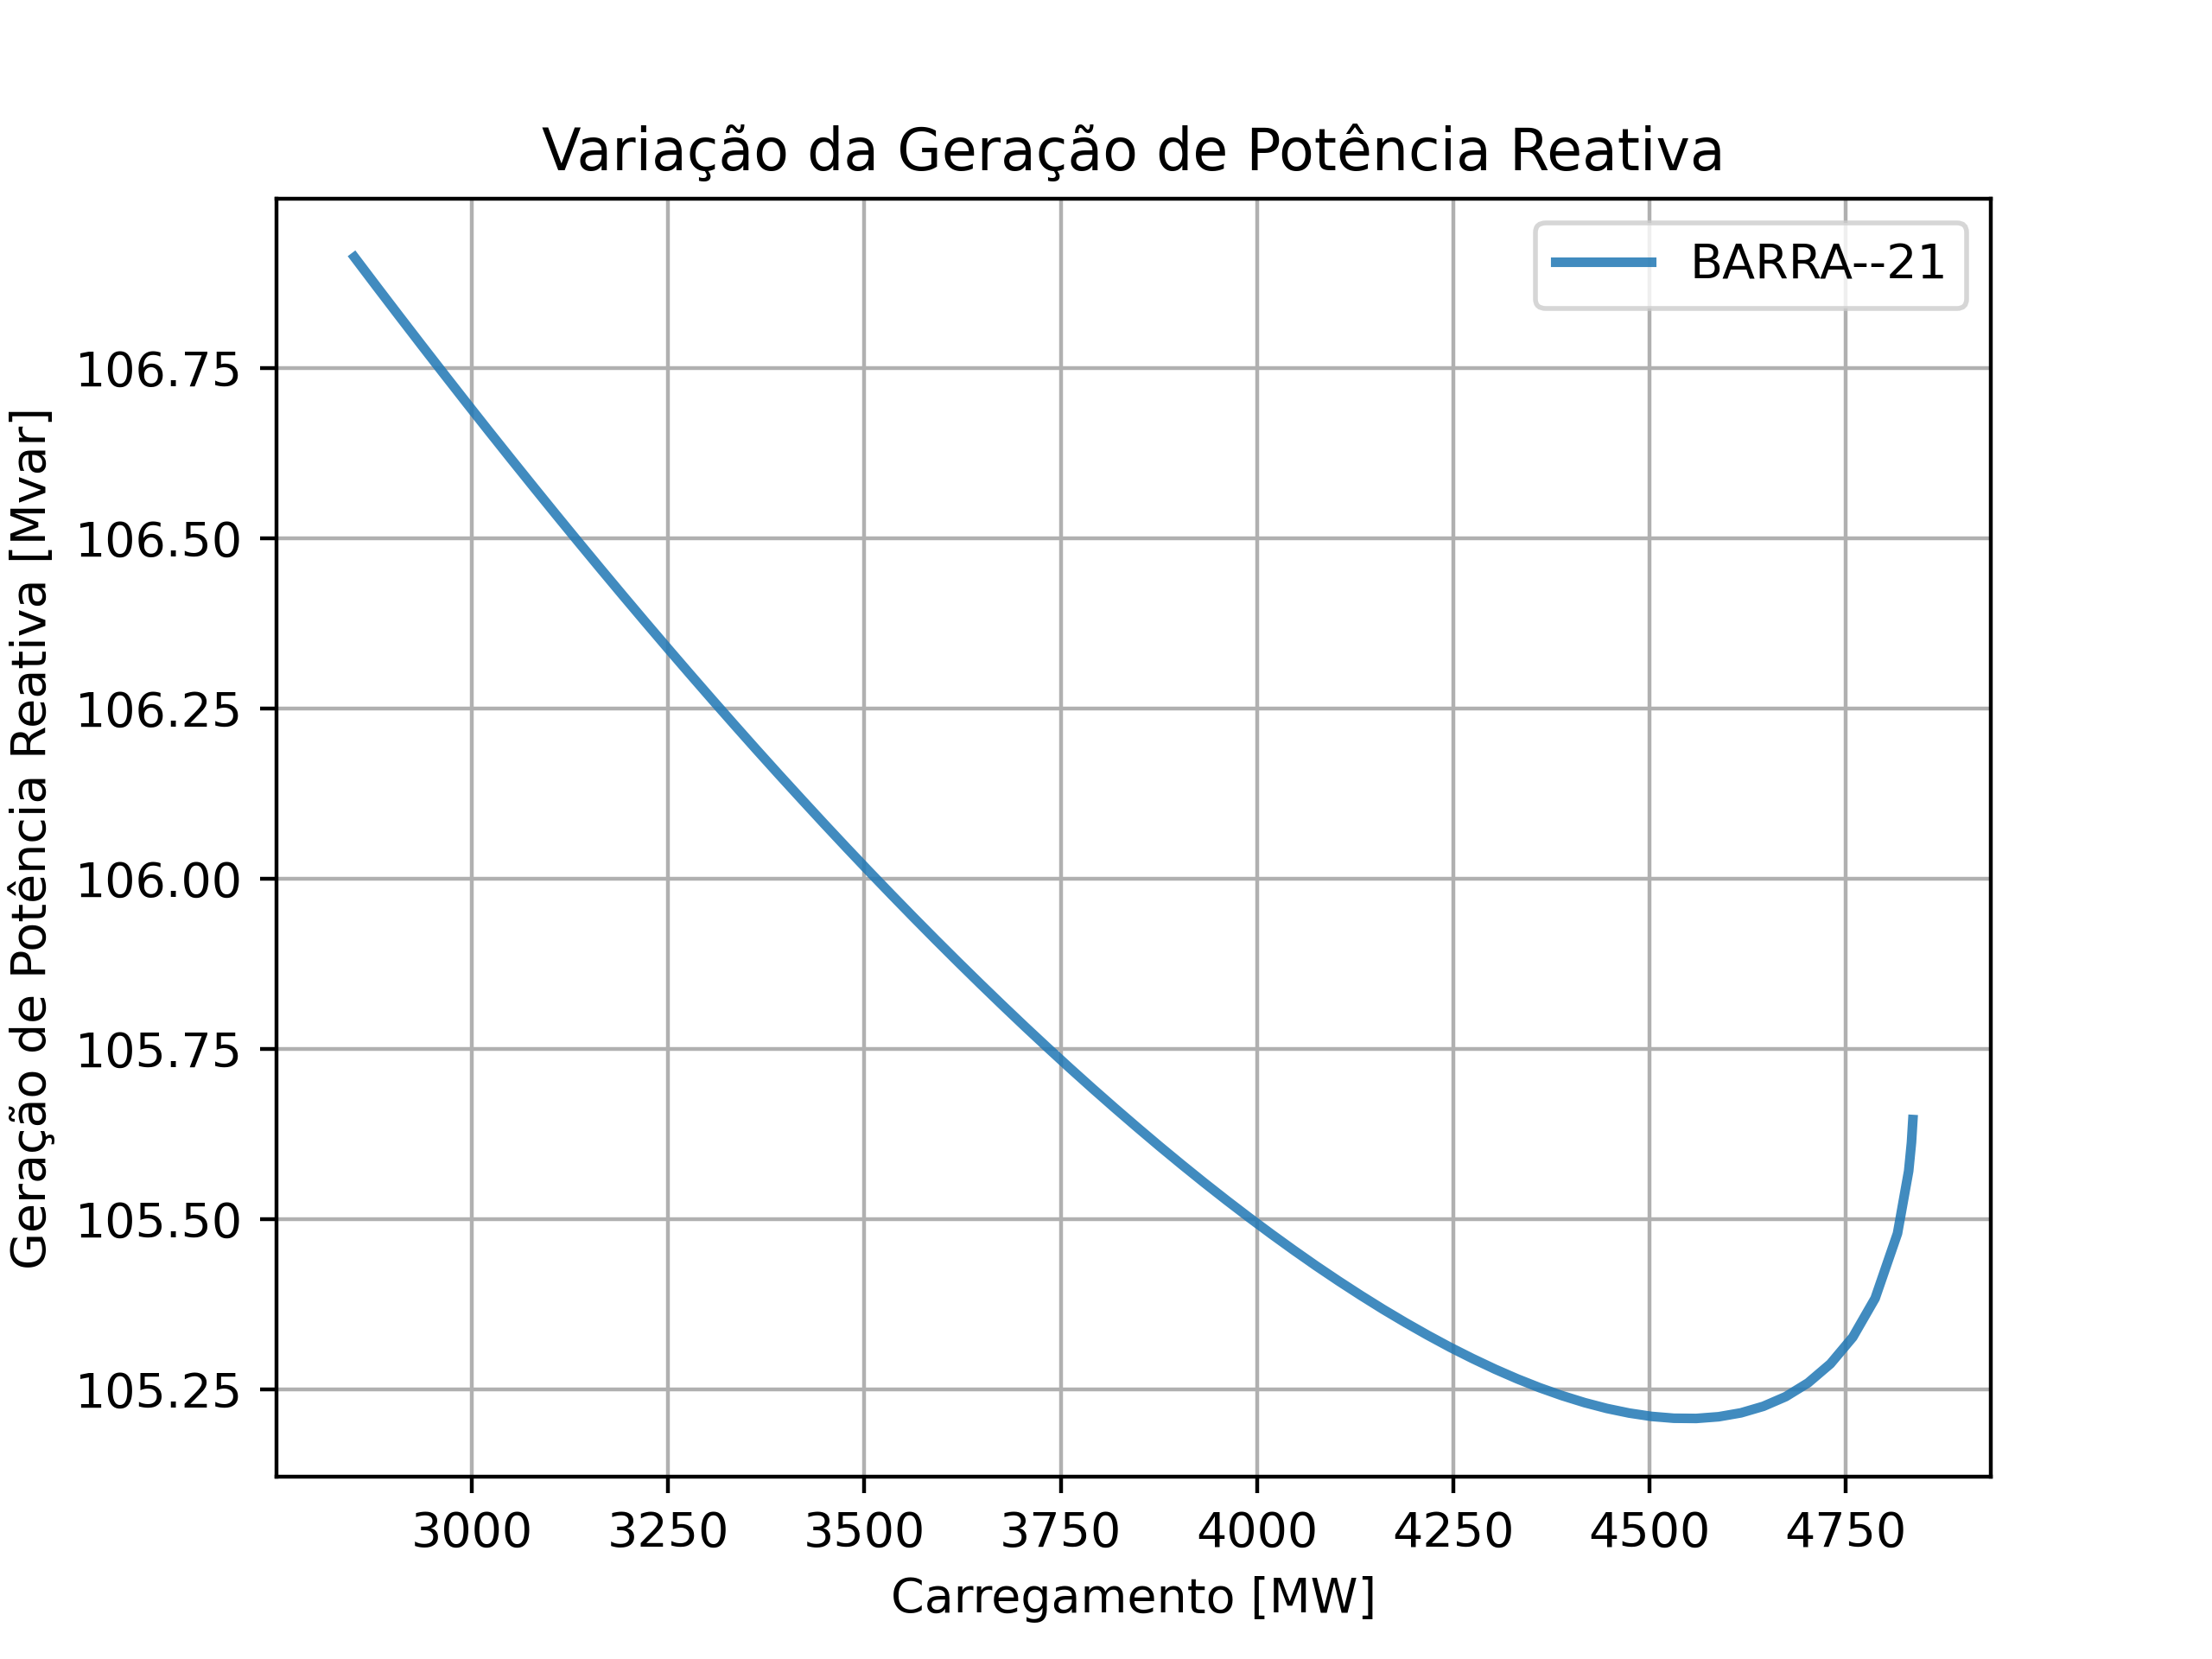 Variação da Geração de Potência Reativa
BARRA--21
Geração de Potência Reativa [Mvar]
106.75
106.50
106.25
106.00
105.75
105.50
105.25
3000 3250 3500 3750 4000 4250 4500 4750
Carregamento [MW]